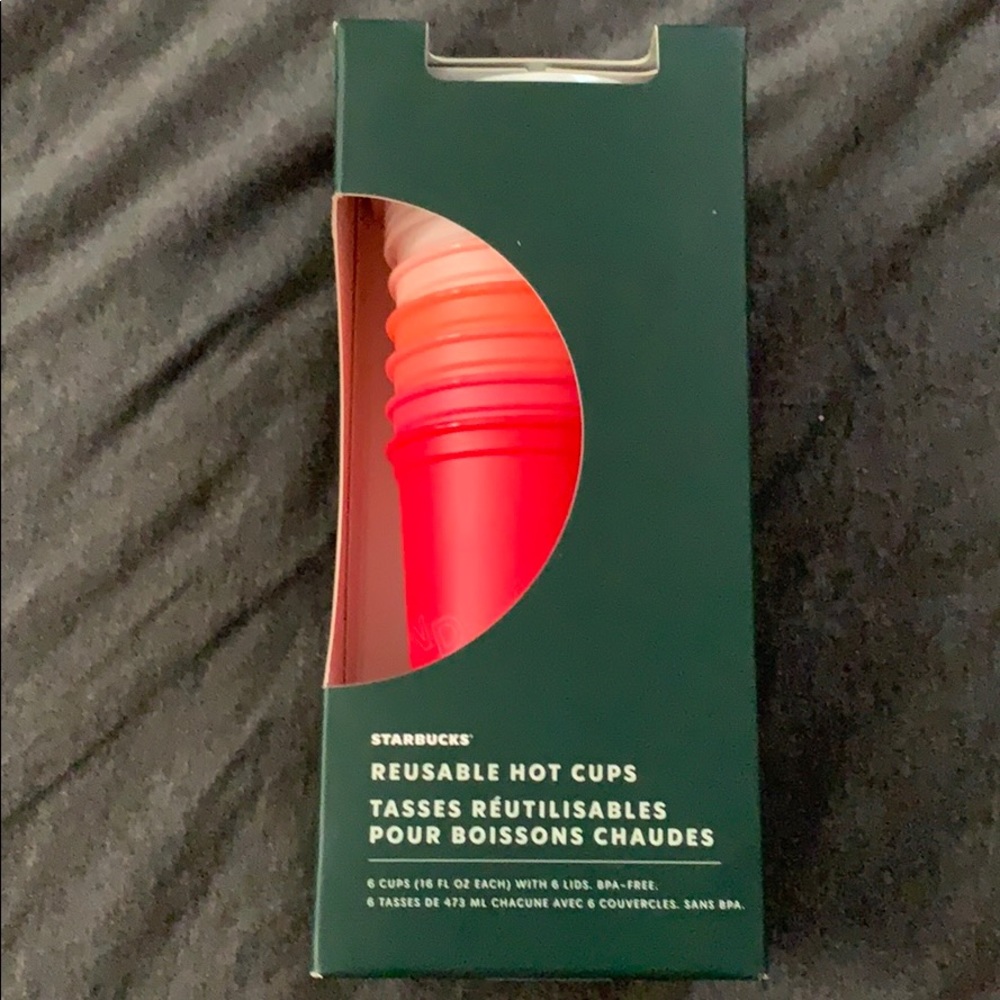 STARBUCKS
REUSABLE HOT CUPS
TASSES RÉUTILISABLES
POUR BOISSONS CHAUDES
6 CUPS (16 FL OZ EACH) WITH 6 LIDS. BPA-FREE.
6 TASSES DE 473 ML CHACUNE AVEC 6 COUVERCLES. SANS BPA.